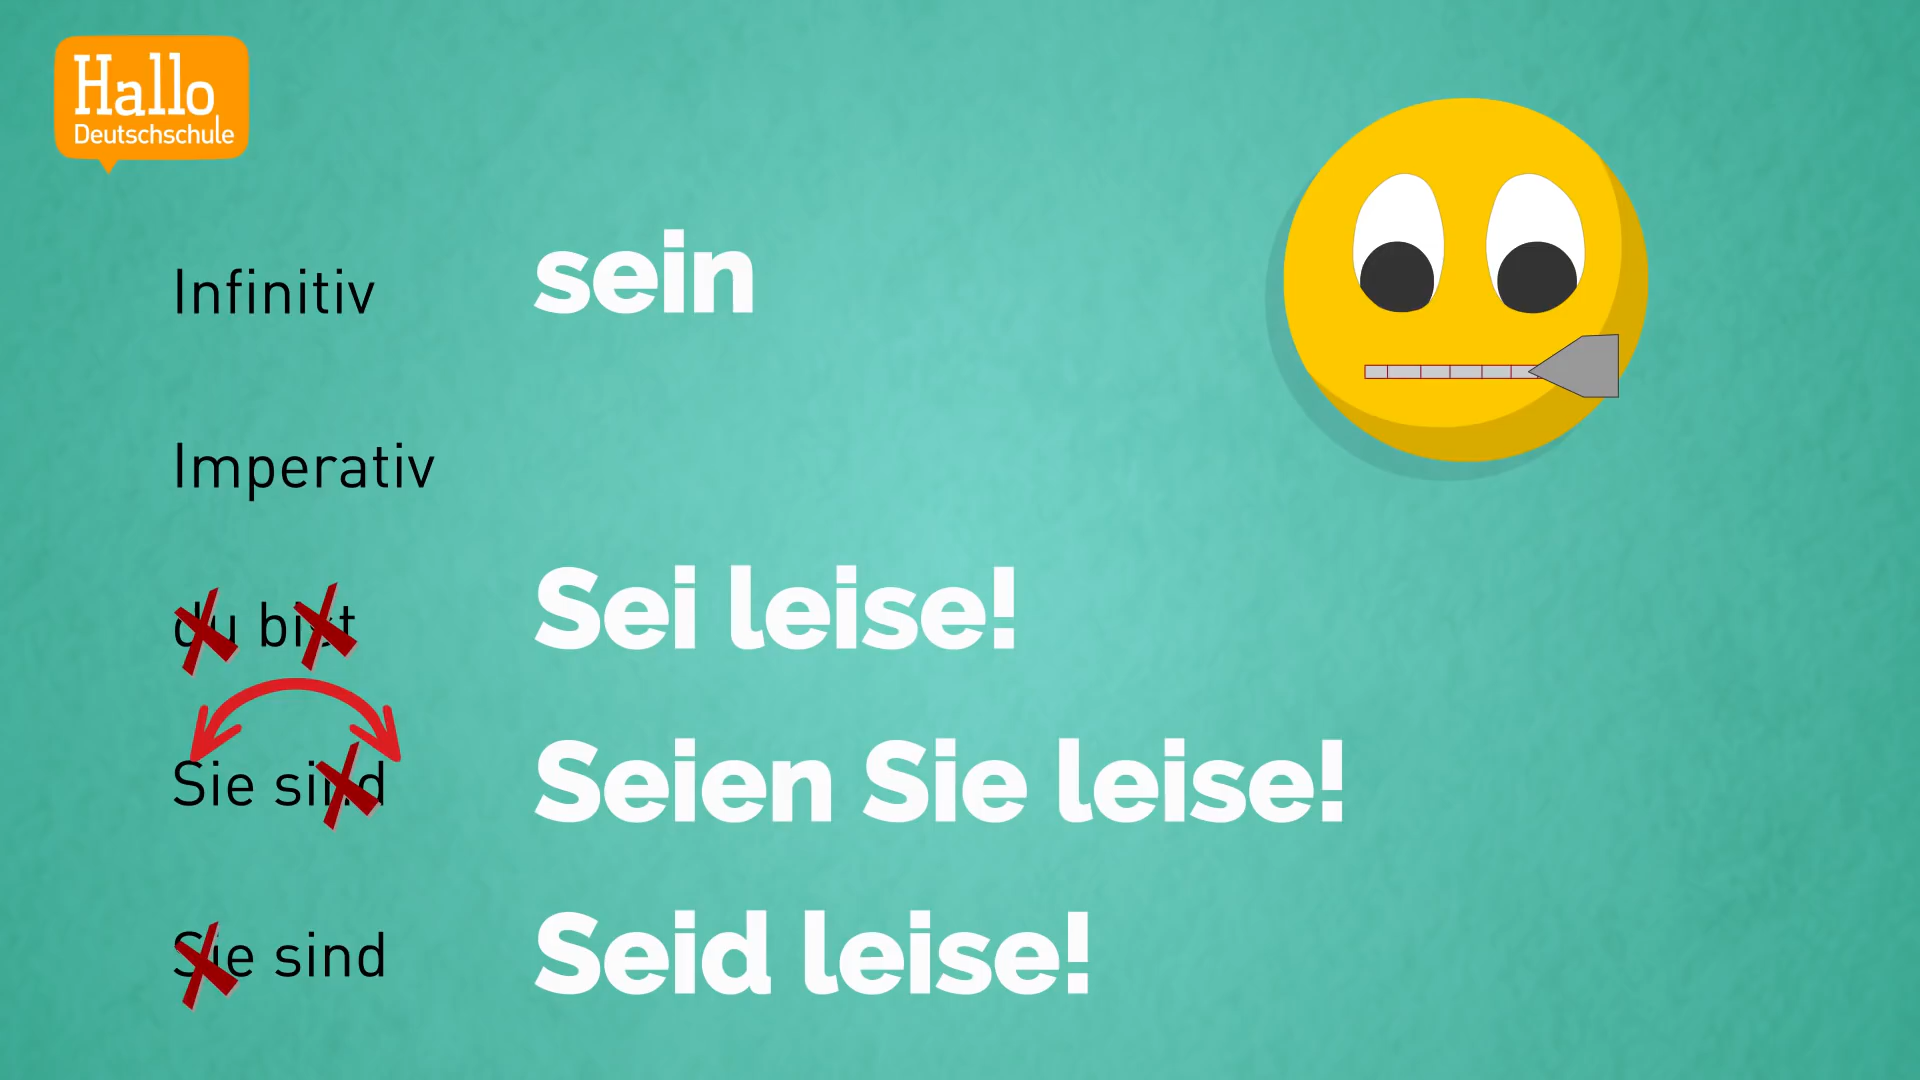 Hallo
Deutschschule
Infinitiv
sein
Imperativ
du bist
Sei leise!
Sie sind
Seien Sie leise!
Sie sind
Seid leise!